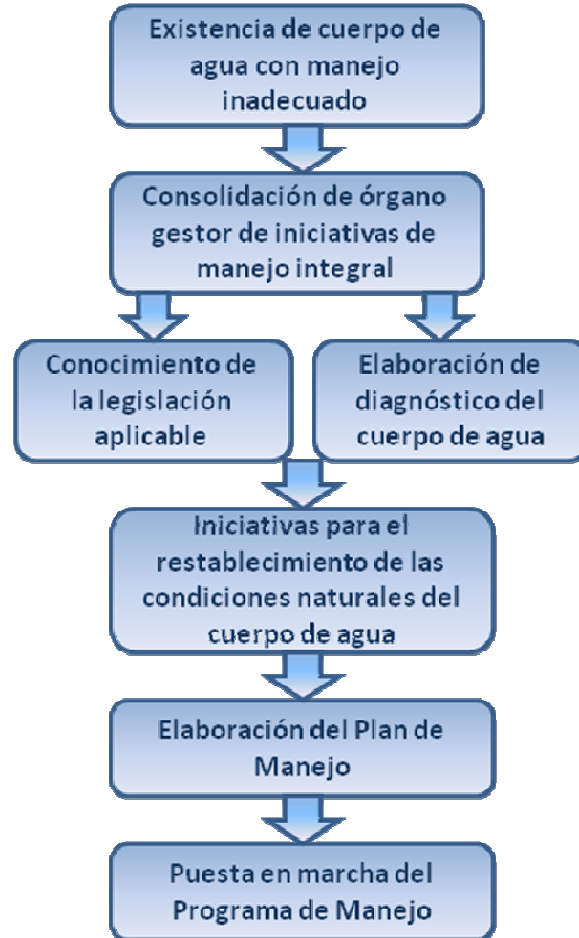 Existencia de cuerpo de
agua con manejo
inadecuado
Consolidación de órgano
gestor de iniciativas de
manejo integral
Conocimiento de
la legislación
aplicable
Elaboración de
diagnóstico del
cuerpo de agua
Iniciativas para el
restablecimiento de las
condiciones naturales del
cuerpo de agua
Elaboración del Plan de
Manejo
Puesta en marcha del
Programa de Manejo